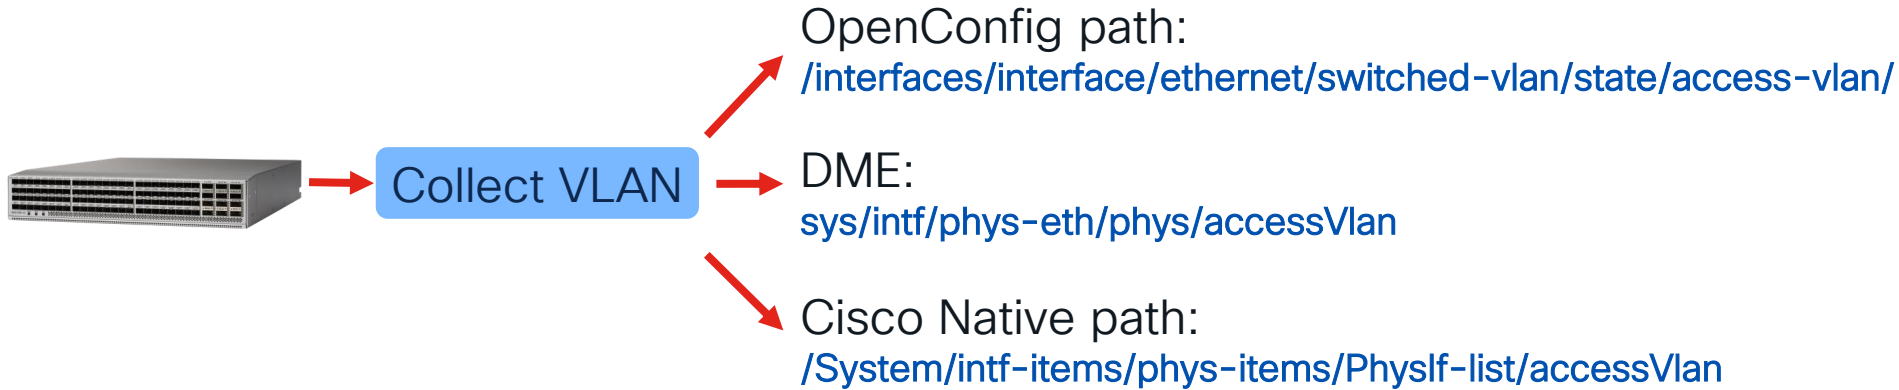 OpenConfig path:
/interfaces/interface/ethernet/switched-vlan/state/access-vlan/
Collect VLAN
DME:
sys/intf/phys-eth/phys/accessVlan
Cisco Native path:
/System/intf-items/phys-items/PhysIf-list/accessVlan